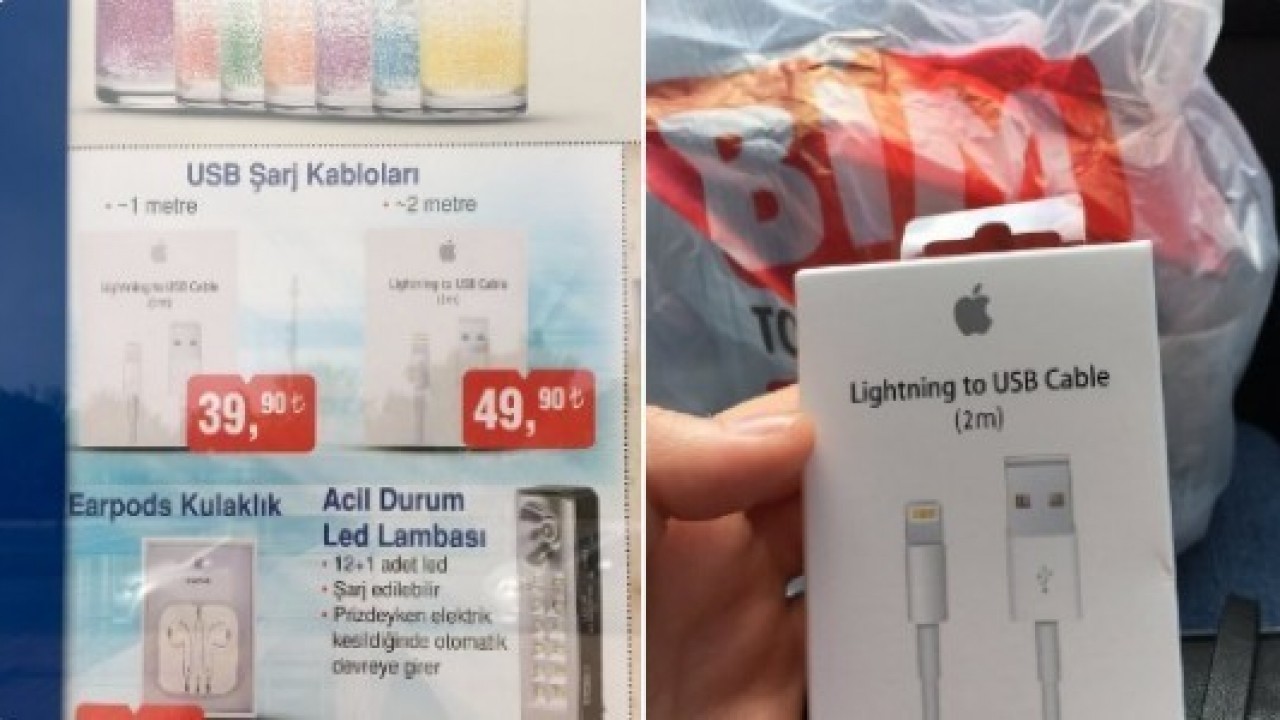 USB Şarj Kabloları
• ~1 metre
• ~2 metre
Lightning to USB Cable
Lightning to USB Cable
39,90 ₺
49,90 ₺
Earpods Kulaklık
Acil Durum
Led Lambası
• 12+1 adet led
• Şarj edilebilir
• Prizdeyken elektrik
kesildiğinde otomatik
devreye girer
BİM
Lightning to USB Cable
(2m)